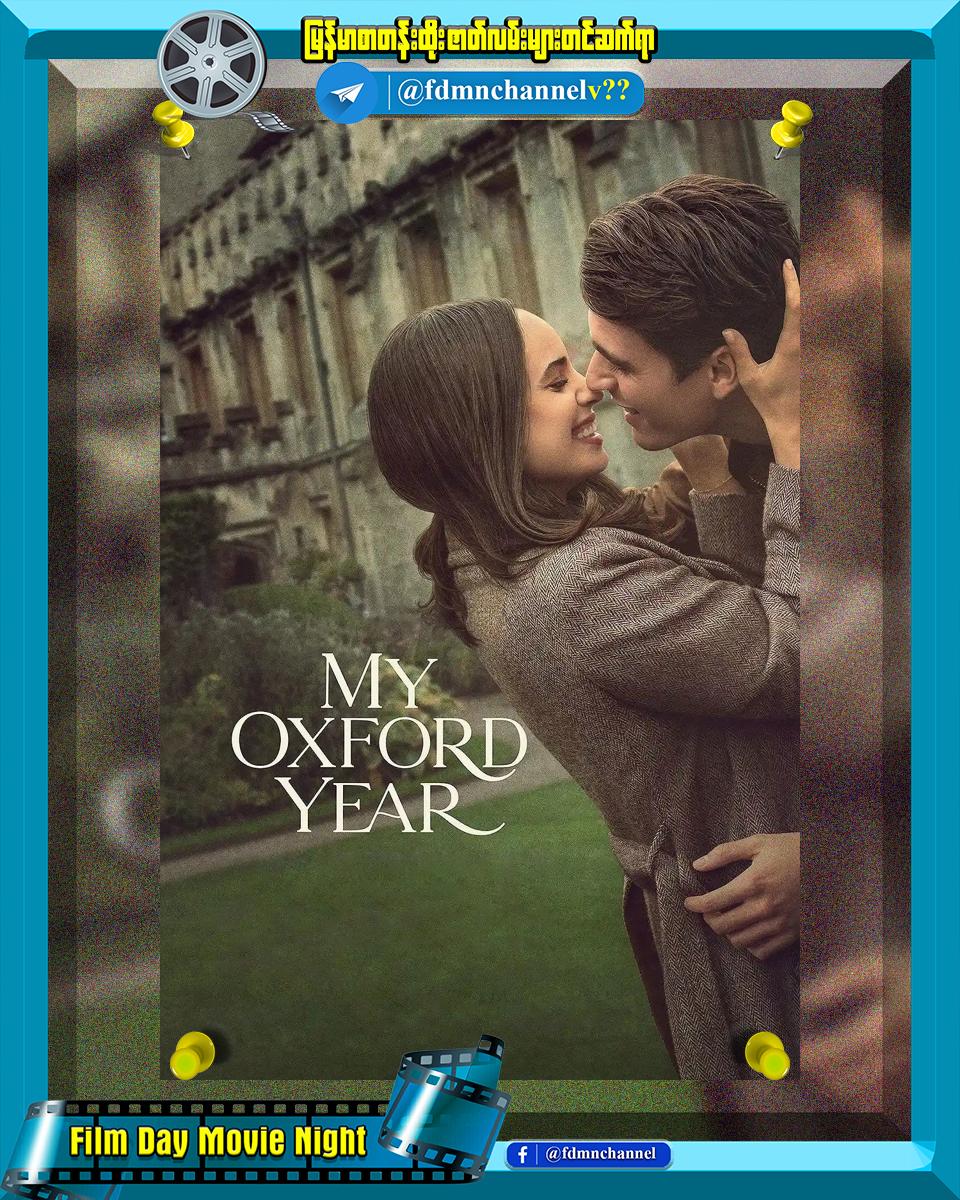 မြန်မာစာတန်းထိုးဇာတ်လမ်းများတင်ဆက်ရာ
@fdmnchannelv??
MY
OXFORD
YEAR
Film Day Movie Night
@fdmnchannel